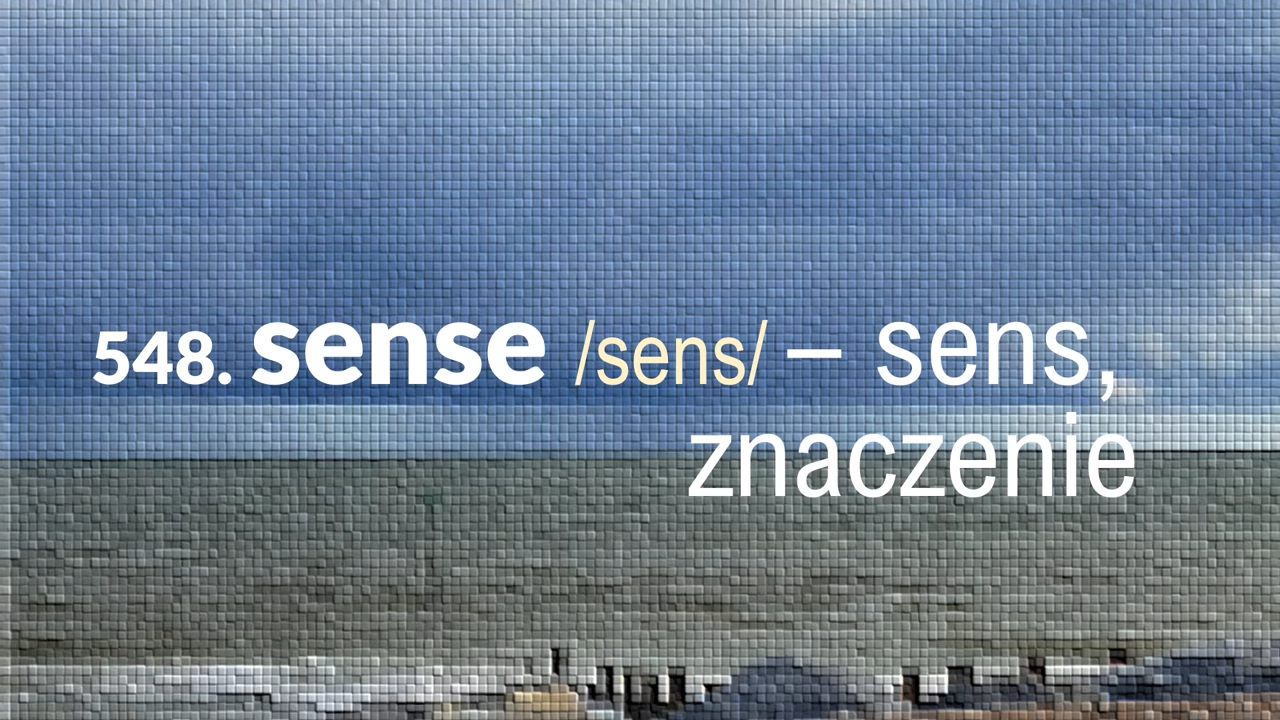 548. sense /sens/ – sens,
znaczenie